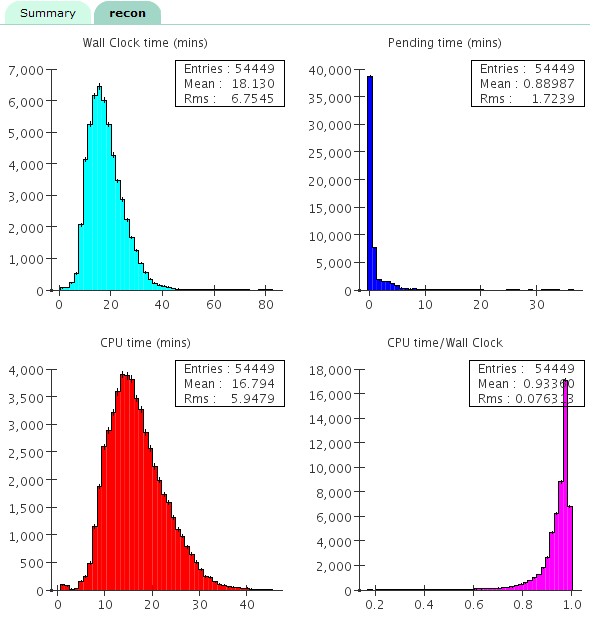 Summary recon
Wall Clock time (mins)
Entries : 54449
Mean : 18.130
Rms : 6.7545
7,000
6,000
5,000
4,000
3,000
2,000
1,000
0
0 20 40 60 80
Pending time (mins)
Entries : 54449
Mean : 0.88987
Rms : 1.7239
40,000
35,000
30,000
25,000
20,000
15,000
10,000
5,000
0
0 10 20 30
CPU time (mins)
Entries : 54449
Mean : 16.794
Rms : 5.9479
4,000
3,500
3,000
2,500
2,000
1,500
1,000
500
0
0 10 20 30 40
CPU time/Wall Clock
Entries : 54449
Mean : 0.93360
Rms : 0.076313
18,000
16,000
14,000
12,000
10,000
8,000
6,000
4,000
2,000
0
0.2 0.4 0.6 0.8 1.0